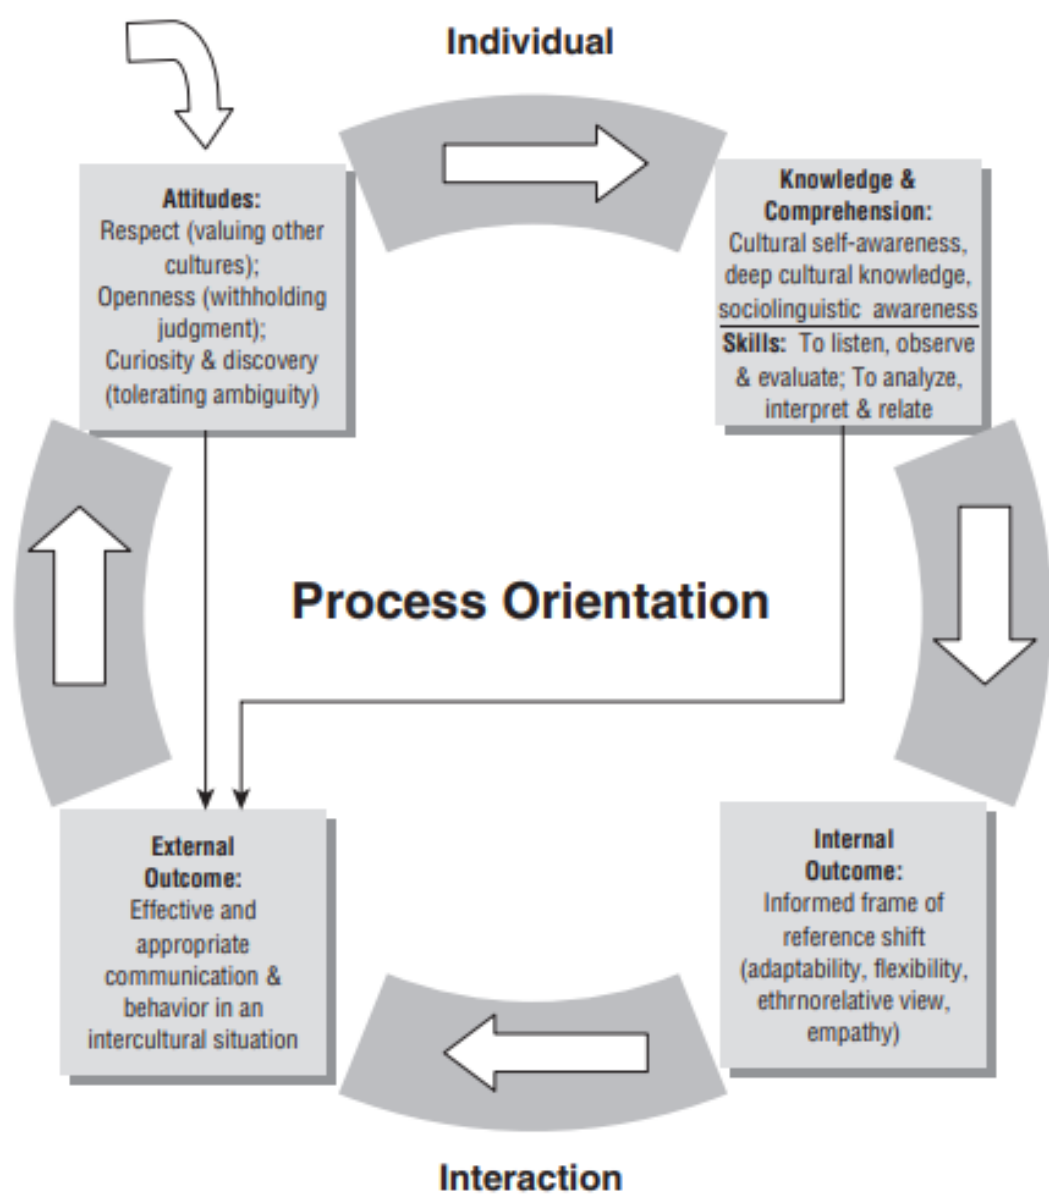 Individual
Attitudes:
Respect (valuing other
cultures);
Openness (withholding
judgment);
Curiosity & discovery
(tolerating ambiguity)
Knowledge &
Comprehension:
Cultural self-awareness,
deep cultural knowledge,
sociolinguistic awareness
Skills: To listen, observe
& evaluate; To analyze,
interpret & relate
Process Orientation
External
Outcome:
Effective and
appropriate
communication &
behavior in an
intercultural situation
Internal
Outcome:
Informed frame of
reference shift
(adaptability, flexibility,
ethrnorelative view,
empathy)
Interaction